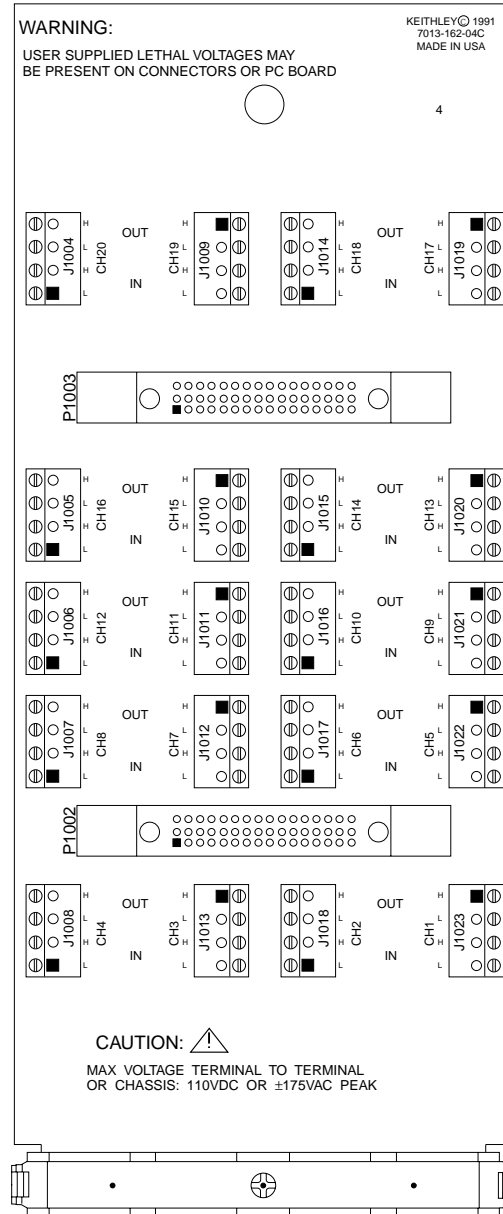 WARNING:
USER SUPPLIED LETHAL VOLTAGES MAY
BE PRESENT ON CONNECTORS OR PC BOARD
KEITHLEY© 1991
7013-162-04C
MADE IN USA
4
J1004 H L H L CH20 OUT IN CH19 H L H L J1009
J1014 H L H L CH18 OUT IN CH17 H L H L J1019
P1003
J1005 H L H L CH16 OUT IN CH15 H L H L J1010
J1015 H L H L CH14 OUT IN CH13 H L H L J1020
J1006 H L H L CH12 OUT IN CH11 H L H L J1011
J1016 H L H L CH10 OUT IN CH9 H L H L J1021
J1007 H L H L CH8 OUT IN CH7 H L H L J1012
J1017 H L H L CH6 OUT IN CH5 H L H L J1022
P1002
J1008 H L H L CH4 OUT IN CH3 H L H L J1013
J1018 H L H L CH2 OUT IN CH1 H L H L J1023
CAUTION: !
MAX VOLTAGE TERMINAL TO TERMINAL
OR CHASSIS: 110VDC OR ±175VAC PEAK